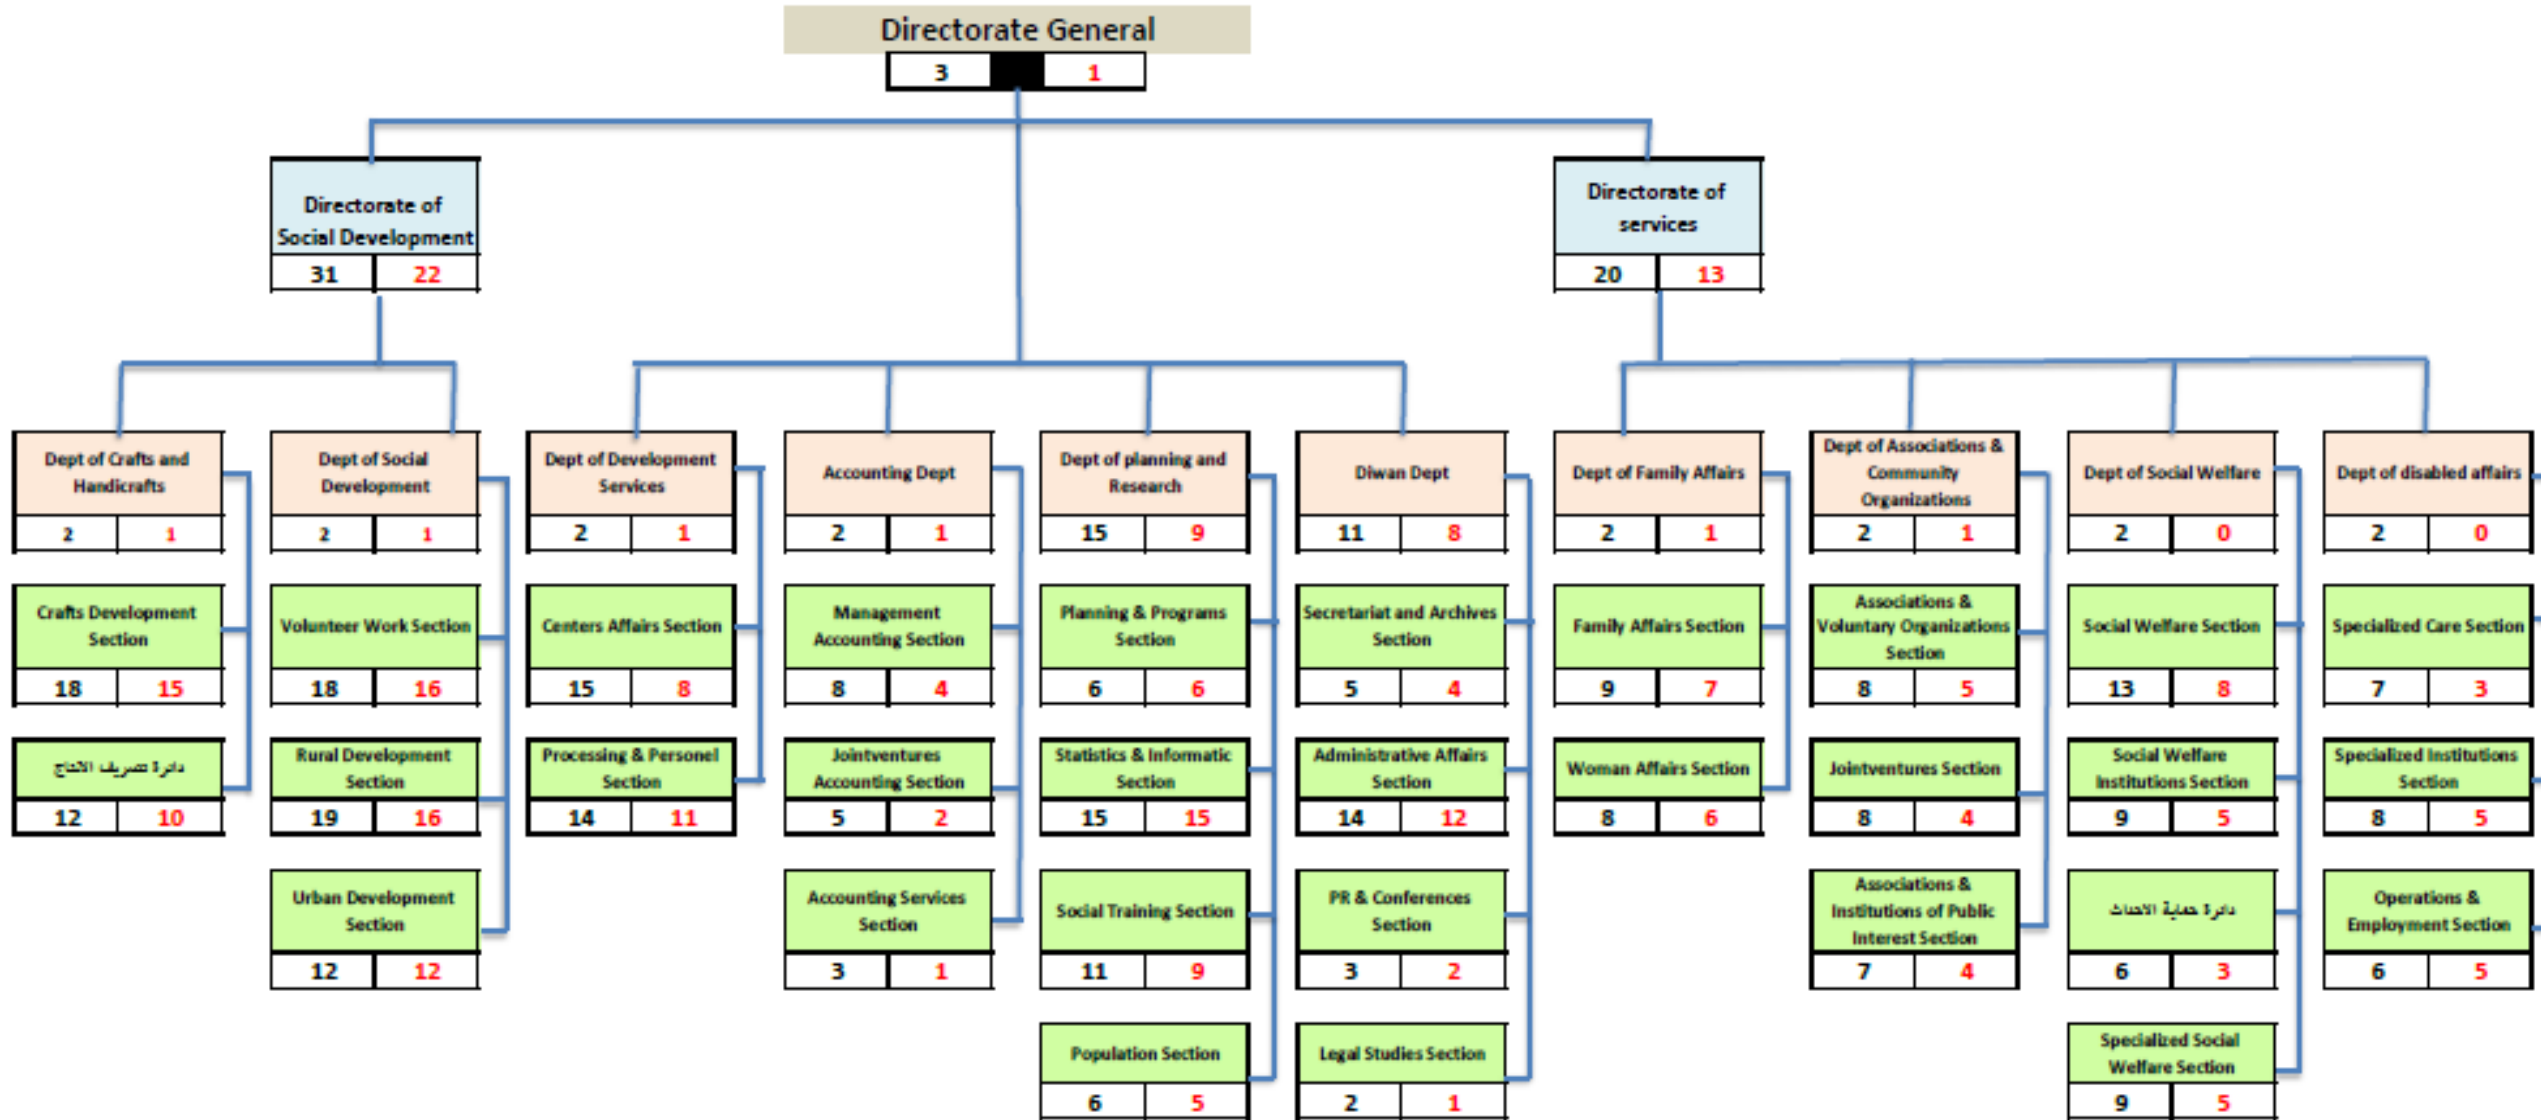 Directorate General
3 1
Directorate of
Social Development
31 22
Directorate of
services
20 13
Dept of Crafts and
Handicrafts
2 1
Crafts Development
Section
18 15
دائرة تصريف الانتاج
12 10
Dept of Social
Development
2 1
Volunteer Work Section
18 16
Rural Development
Section
19 16
Urban Development
Section
12 12
Dept of Development
Services
2 1
Centers Affairs Section
15 8
Processing & Personel
Section
14 11
Accounting Dept
2 1
Management
Accounting Section
8 4
Jointventures
Accounting Section
5 2
Accounting Services
Section
3 1
Dept of planning and
Research
15 9
Planning & Programs
Section
6 6
Statistics & Informatic
Section
15 15
Social Training Section
11 9
Population Section
6 5
Diwan Dept
11 8
Secretariat and Archives
Section
5 4
Administrative Affairs
Section
14 12
PR & Conferences
Section
3 2
Legal Studies Section
2 1
Dept of Family Affairs
2 1
Family Affairs Section
9 7
Woman Affairs Section
8 6
Dept of Associations &
Community
Organizations
2 1
Associations &
Voluntary Organizations
Section
8 5
Jointventures Section
8 4
Associations &
Institutions of Public
Interest Section
7 4
Dept of Social Welfare
2 0
Social Welfare Section
13 8
Social Welfare
Institutions Section
9 5
دائرة حماية الاحداث
6 3
Specialized Social
Welfare Section
9 5
Dept of disabled affairs
2 0
Specialized Care Section
7 3
Specialized Institutions
Section
8 5
Operations &
Employment Section
6 5